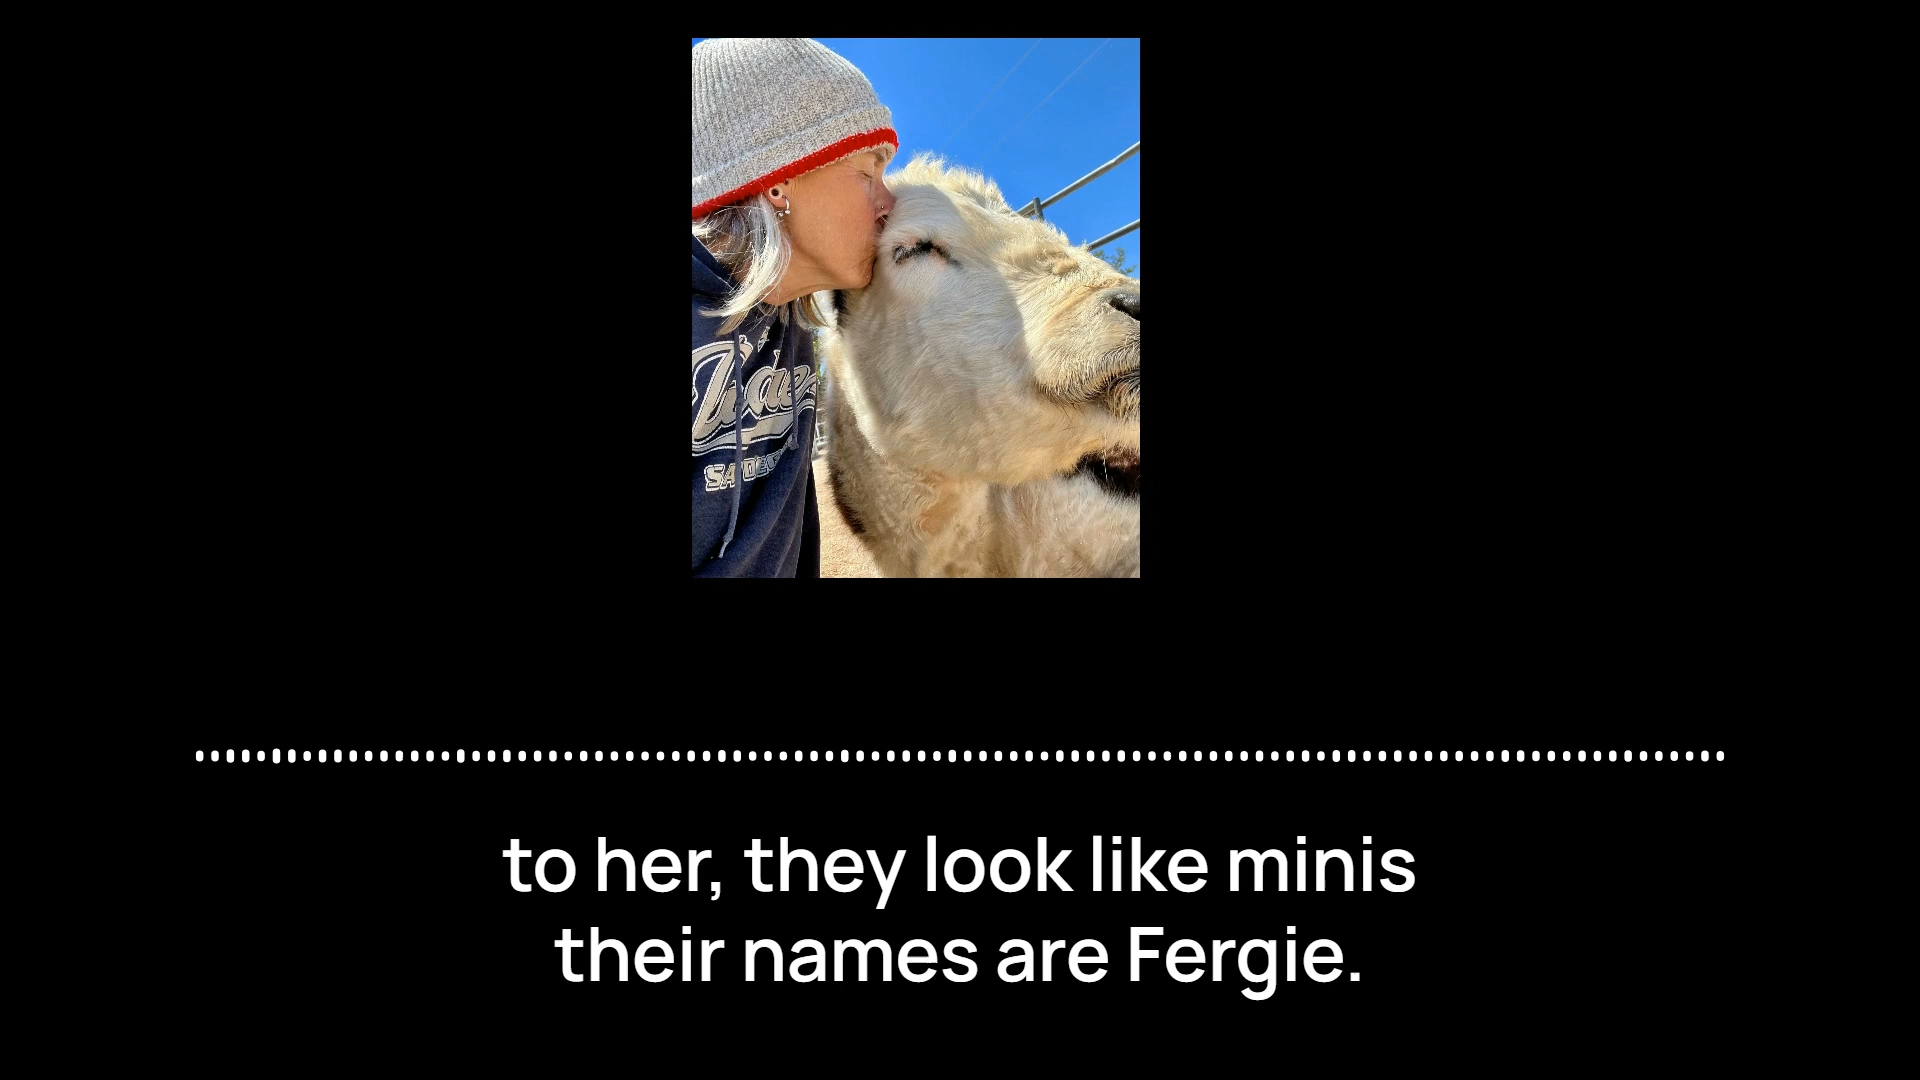 to her, they look like minis
their names are Fergie.